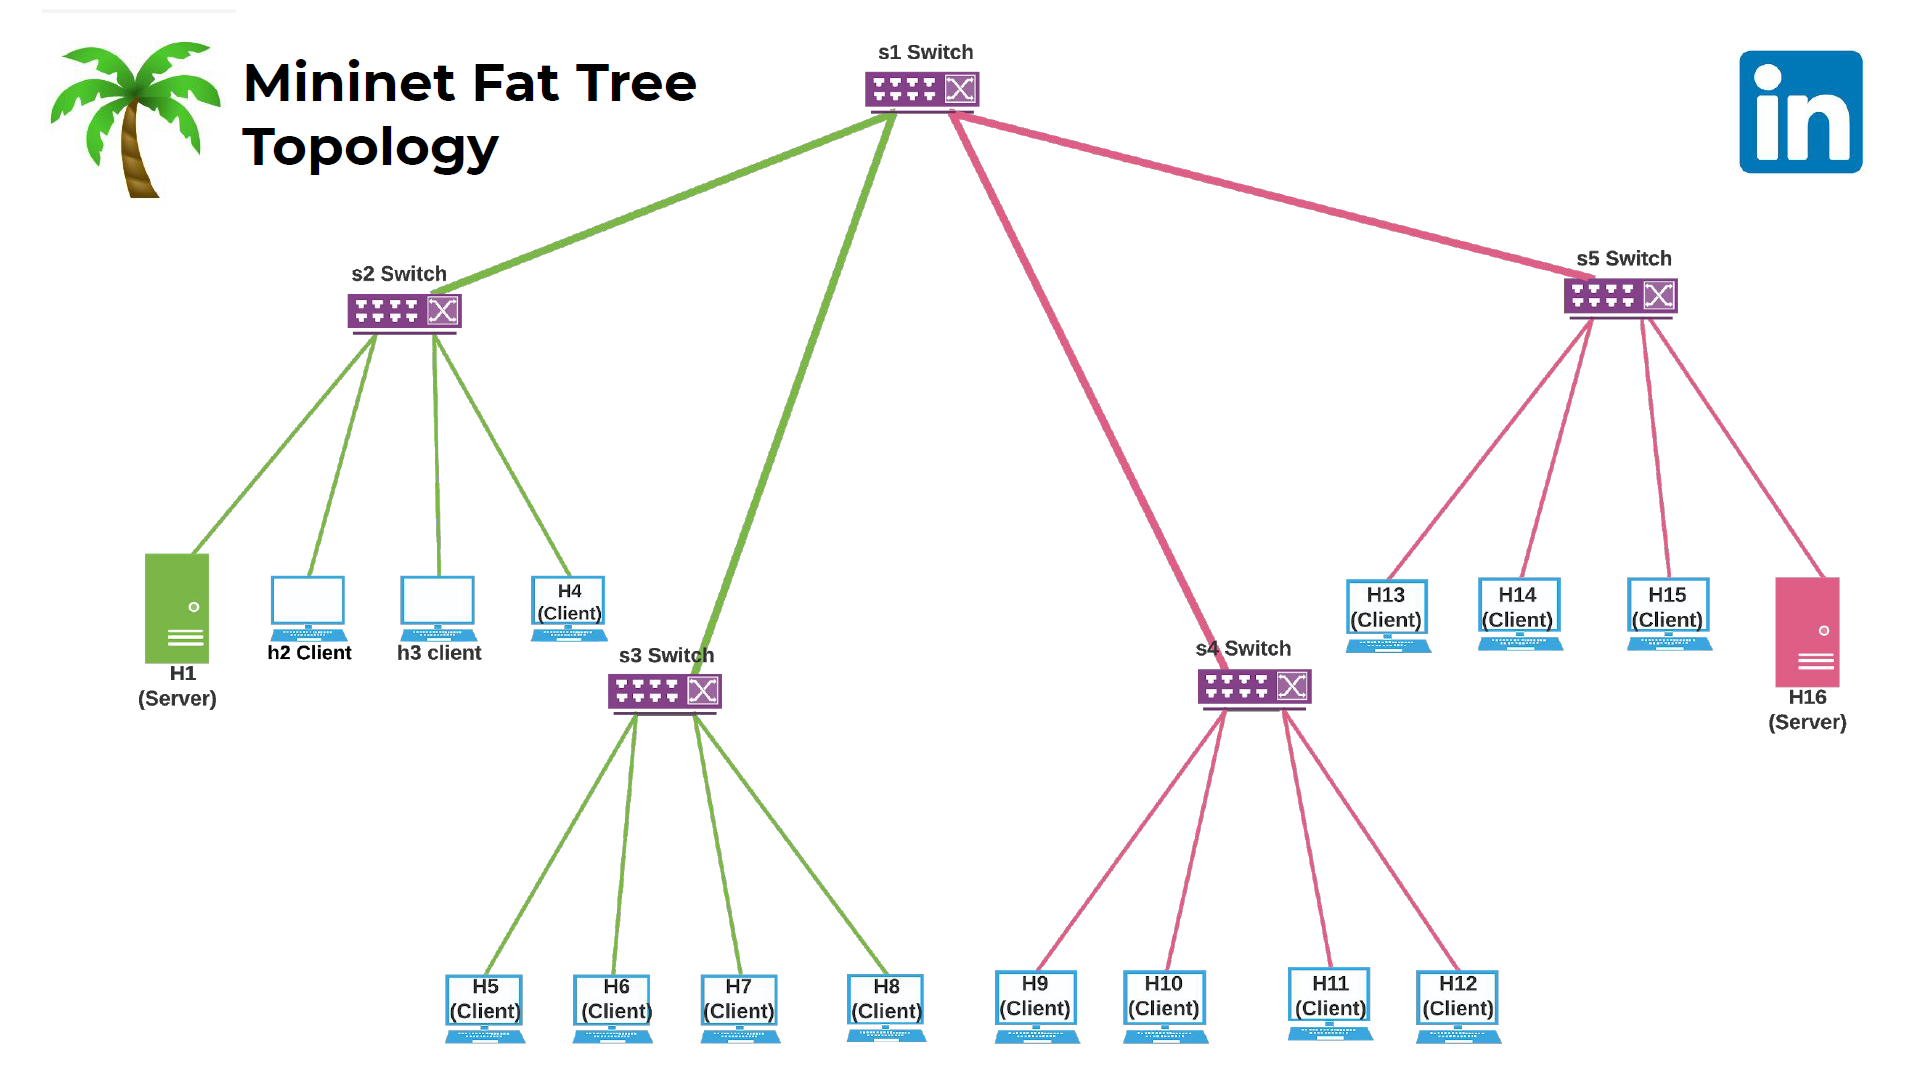 Mininet Fat Tree
Topology
s1 Switch
in
s5 Switch
s2 Switch
H1
(Server)
h2 Client
h3 client
H4
(Client)
s3 Switch
s4 Switch
H13
(Client)
H14
(Client)
H15
(Client)
H16
(Server)
H5
(Client)
H6
(Client)
H7
(Client)
H8
(Client)
H9
(Client)
H10
(Client)
H11
(Client)
H12
(Client)